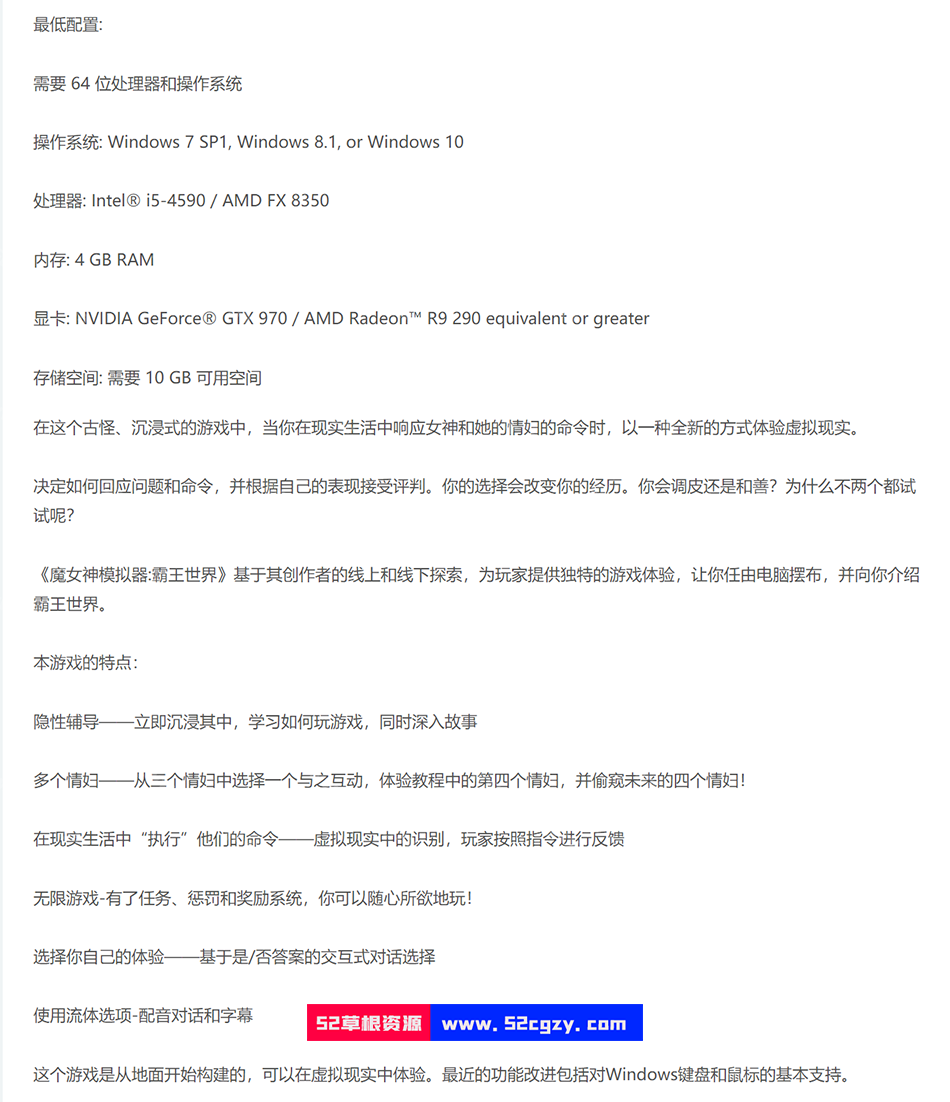 最低配置:
需要 64 位处理器和操作系统
操作系统: Windows 7 SP1, Windows 8.1, or Windows 10
处理器: Intel® i5-4590 / AMD FX 8350
内存: 4 GB RAM
显卡: NVIDIA GeForce® GTX 970 / AMD Radeon™ R9 290 equivalent or greater
存储空间: 需要 10 GB 可用空间
在这个古怪、沉浸式的游戏中，当你在现实生活中响应女神和她的情妇的命令时，以一种全新的方式体验虚拟现实。
决定如何回应问题和命令，并根据自己的表现接受评判。你的选择会改变你的经历。你会调皮还是和善？为什么不两个都试
试呢？
《魔女神模拟器:霸王世界》基于其创作者的线上和线下探索，为玩家提供独特的游戏体验，让你任由电脑摆布，并向你介绍
霸王世界。
本游戏的特点：
隐性辅导——立即沉浸其中，学习如何玩游戏，同时深入故事
多个情妇——从三个情妇中选择一个与之互动，体验教程中的第四个情妇，并偷窥未来的四个情妇！
在现实生活中“执行”他们的命令——虚拟现实中的识别，玩家按照指令进行反馈
无限游戏-有了任务、惩罚和奖励系统，你可以随心所欲地玩！
选择你自己的体验——基于是/否答案的交互式对话选择
使用流体选项-配音对话和字幕
52草根资源 www.52cgzy.com
这个游戏是从地面开始构建的，可以在虚拟现实中体验。最近的功能改进包括对Windows键盘和鼠标的基本支持。